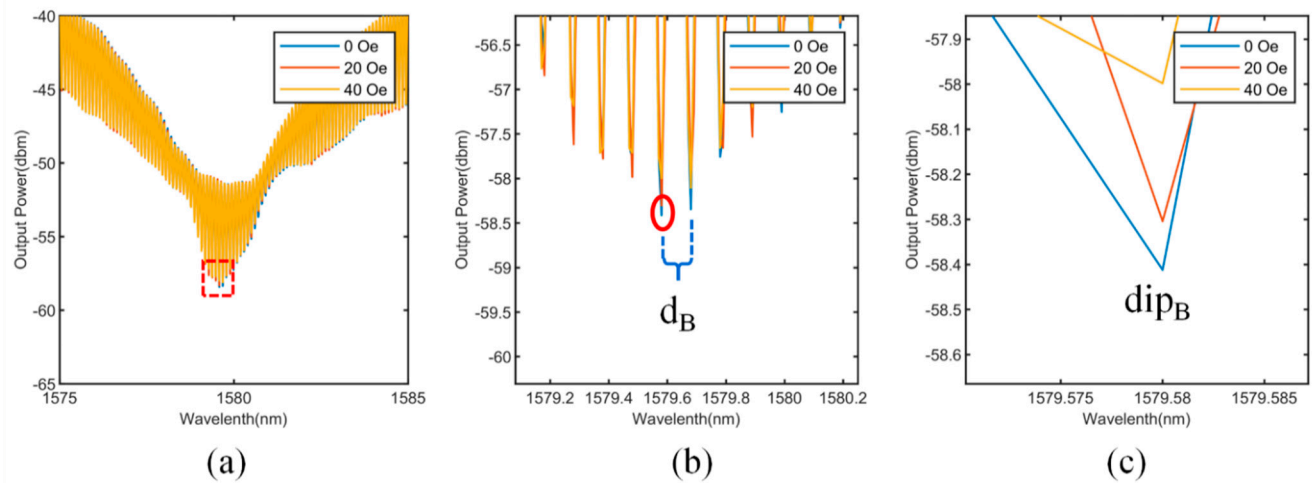 -40
-45
-50
-55
-60
-65
1575
1580
1585
Output Power(dbm)
Wavelenth(nm)
0 Oe
20 Oe
40 Oe
(a)
-56.5
-57
-57.5
-58
-58.5
-59
-59.5
-60
1579.2
1579.4
1579.6
1579.8
1580
1580.2
Output Power(dbm)
Wavelenth(nm)
0 Oe
20 Oe
40 Oe
dB
(b)
-57.9
-58
-58.1
-58.2
-58.3
-58.4
-58.5
-58.6
1579.575
1579.58
1579.585
Output Power(dbm)
Wavelenth(nm)
0 Oe
20 Oe
40 Oe
dipB
(c)